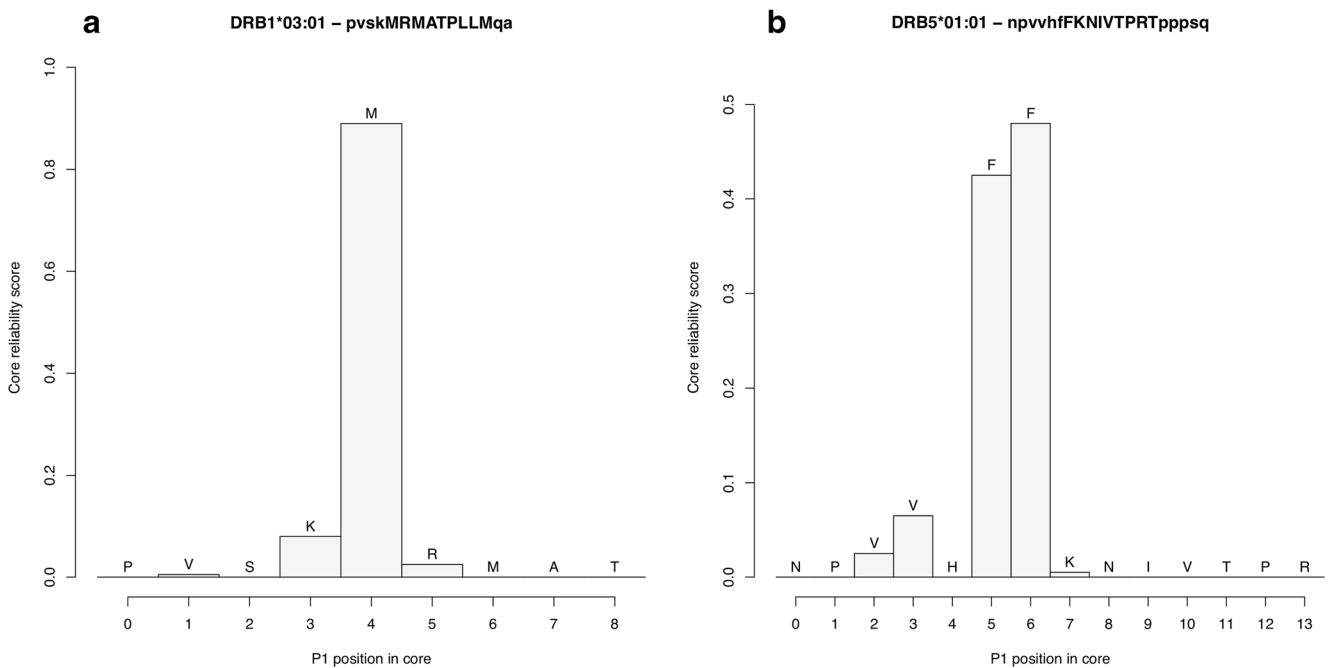 a
DRB1*03:01 – pvskMRMATPLLMqa
Core reliability score
1.0
0.8
0.6
0.4
0.2
0.0
P V S K M R M A T
0 1 2 3 4 5 6 7 8
P1 position in core
b
DRB5*01:01 – npvvhfFKNIVTPRTpppsq
Core reliability score
0.5
0.4
0.3
0.2
0.1
0.0
N P V V H F F K N I V T P R
0 1 2 3 4 5 6 7 8 9 10 11 12 13
P1 position in core